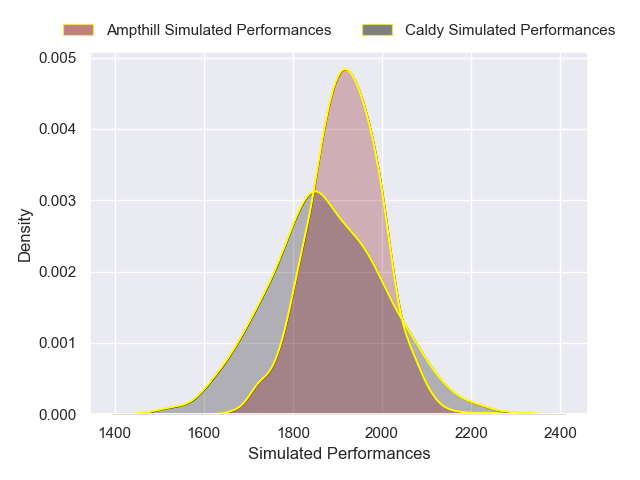 Ampthill Simulated Performances Caldy Simulated Performances
0.005
0.004
0.003
0.002
0.001
0.000
Density
1400 1600 1800 2000 2200 2400
Simulated Performances